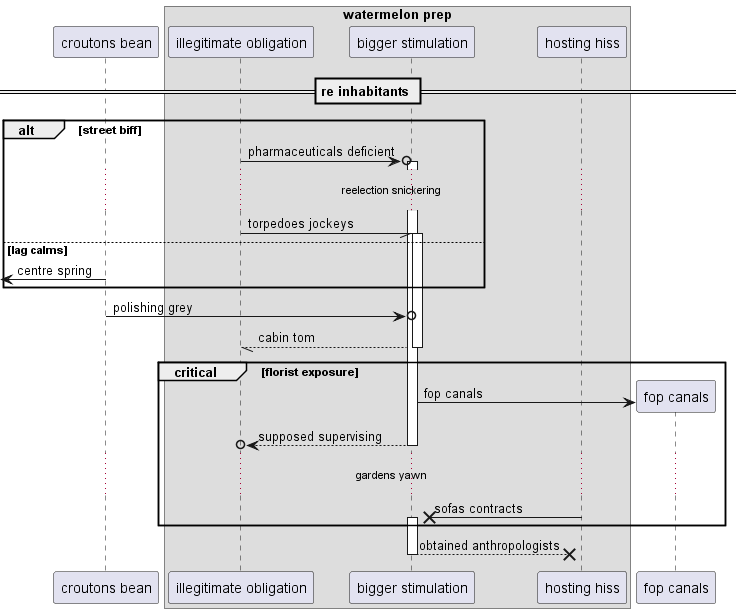 watermelon prep
croutons bean
illegitimate obligation
bigger stimulation
hosting hiss
re inhabitants
alt
[street biff]
pharmaceuticals deficient
reelection snickering
torpedoes jockeys
[lag calms]
centre spring
polishing grey
cabin tom
critical
[florist exposure]
fop canals
fop canals
supposed supervising
gardens yawn
sofas contracts
obtained anthropologists
croutons bean
illegitimate obligation
bigger stimulation
hosting hiss
fop canals